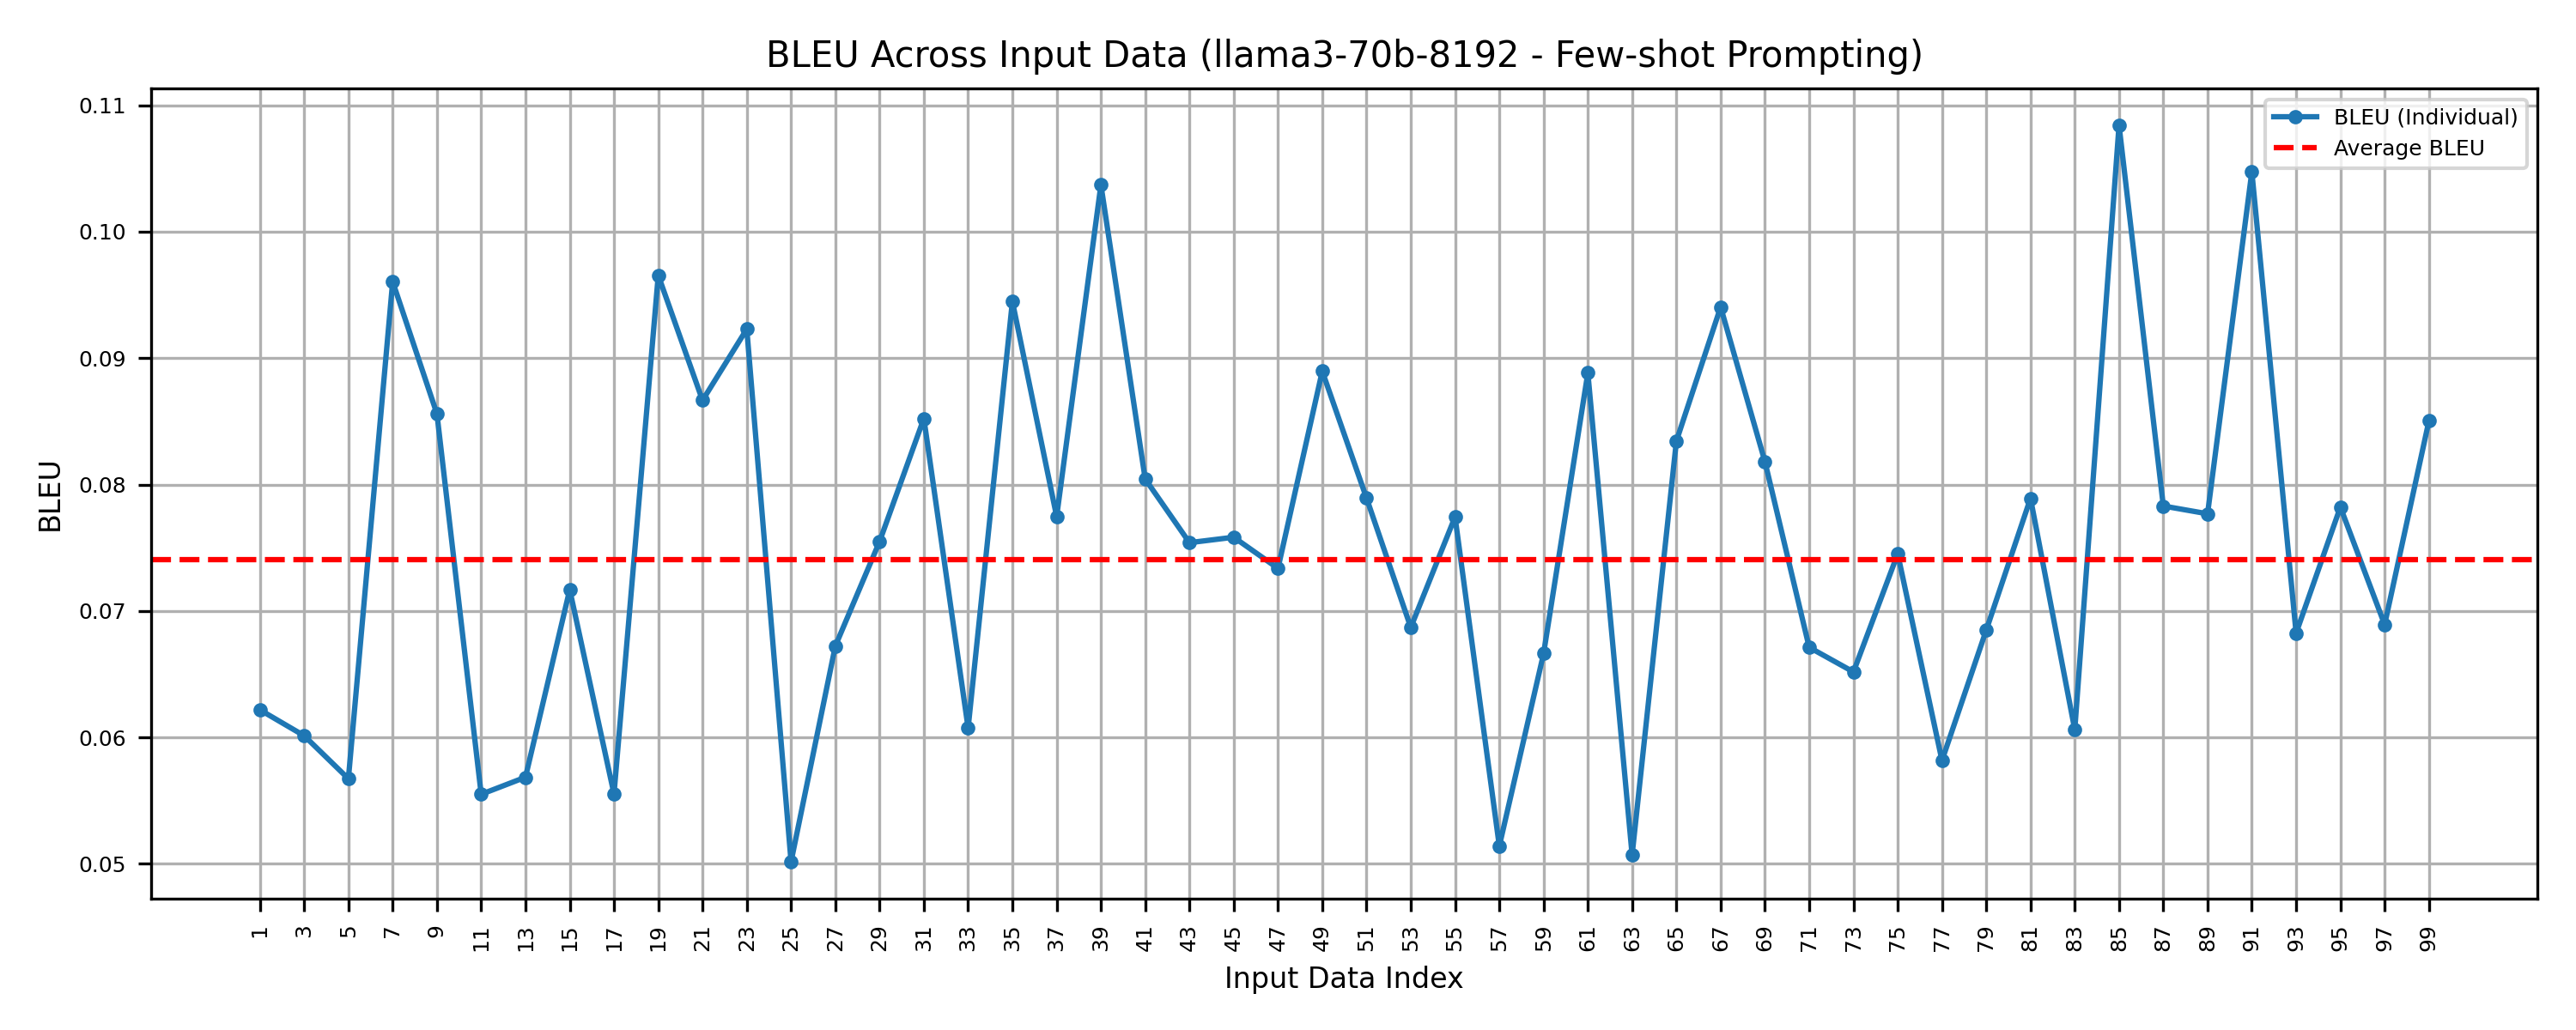 BLEU Across Input Data (llama3-70b-8192 - Few-shot Prompting)
BLEU (Individual)
Average BLEU
BLEU
0.11
0.10
0.09
0.08
0.07
0.06
0.05
1 3 5 7 9 11 13 15 17 19 21 23 25 27 29 31 33 35 37 39 41 43 45 47 49 51 53 55 57 59 61 63 65 67 69 71 73 75 77 79 81 83 85 87 89 91 93 95 97 99
Input Data Index